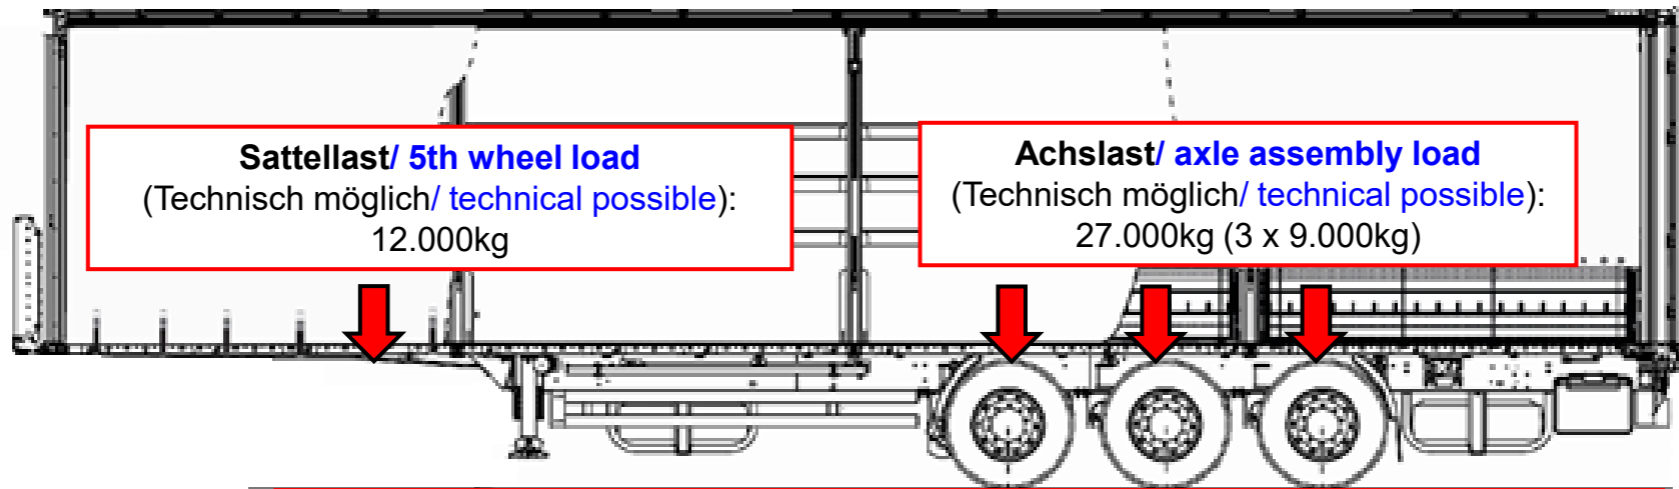 Sattellast/ 5th wheel load
(Technisch möglich/ technical possible):
12.000kg
Achslast/ axle assembly load
(Technisch möglich/ technical possible):
27.000kg (3 x 9.000kg)